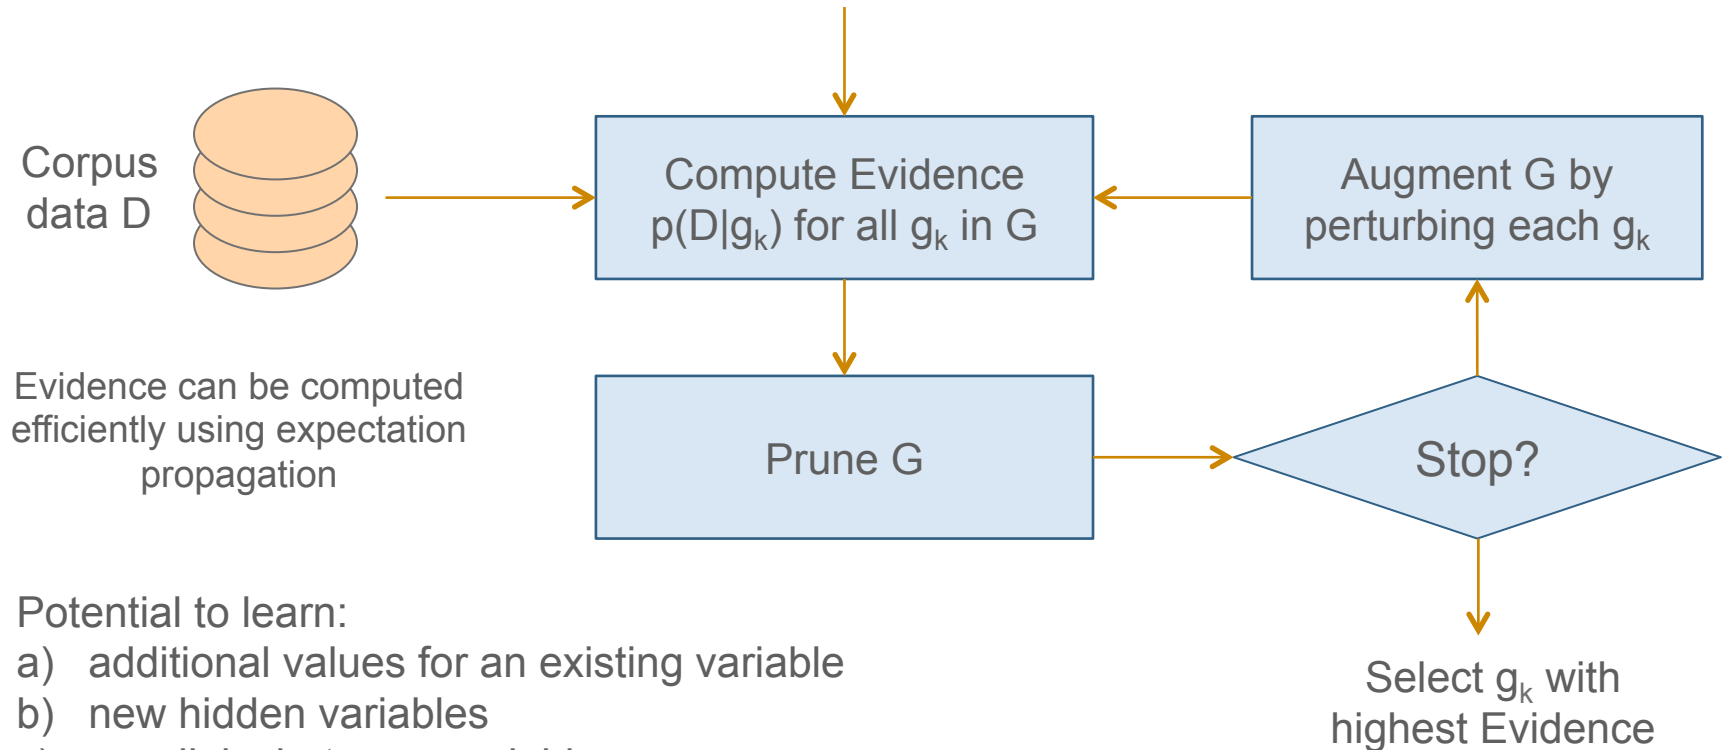 Corpus
data D
Compute Evidence
p(D|gk) for all gk in G
Augment G by
perturbing each gk
Evidence can be computed
efficiently using expectation
propagation
Prune G
Stop?
Potential to learn:
a) additional values for an existing variable
b) new hidden variables
Select gk with
highest Evidence